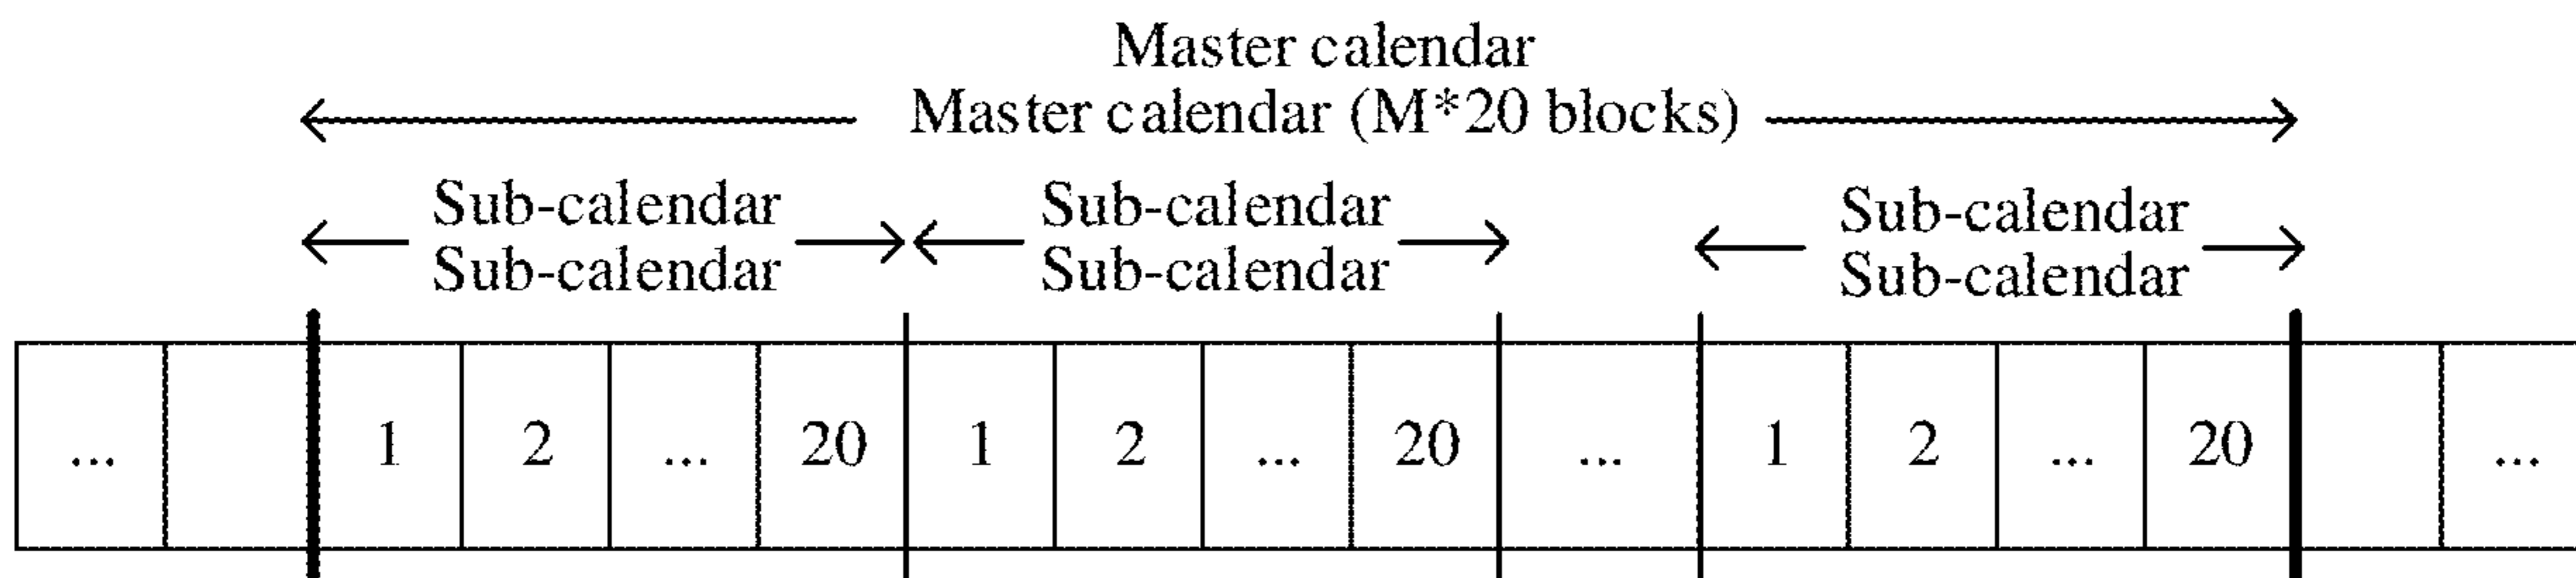 Master calendar
Master calendar (M*20 blocks)
Sub-calendar Sub-calendar Sub-calendar
Sub-calendar Sub-calendar Sub-calendar
... 1 2 ... 20 1 2 ... 20 ... 1 2 ... 20 ...